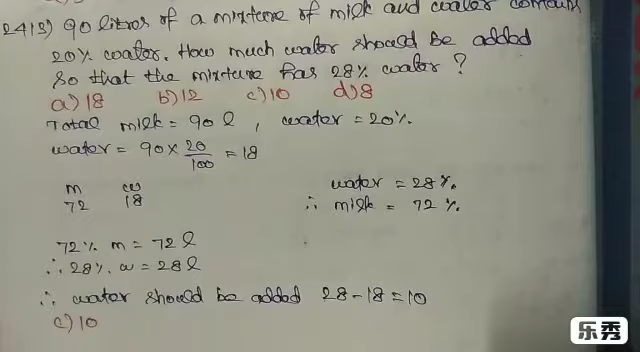 24(2) 90 litres of a mixture of milk and water contains
20% water. How much water should be added
So that the mixture has 28% water?
a) 18 b) 12 c) 10 d) 8
Total milk = 90 l, water = 20%.
water = 90 × 20/100 = 18
m w
72 18
water = 28%.
∴ milk = 72%.
72% m = 72 l
∴ 28% w = 28 l
∴ water should be added 28 - 18 = 10
c) 10
乐秀